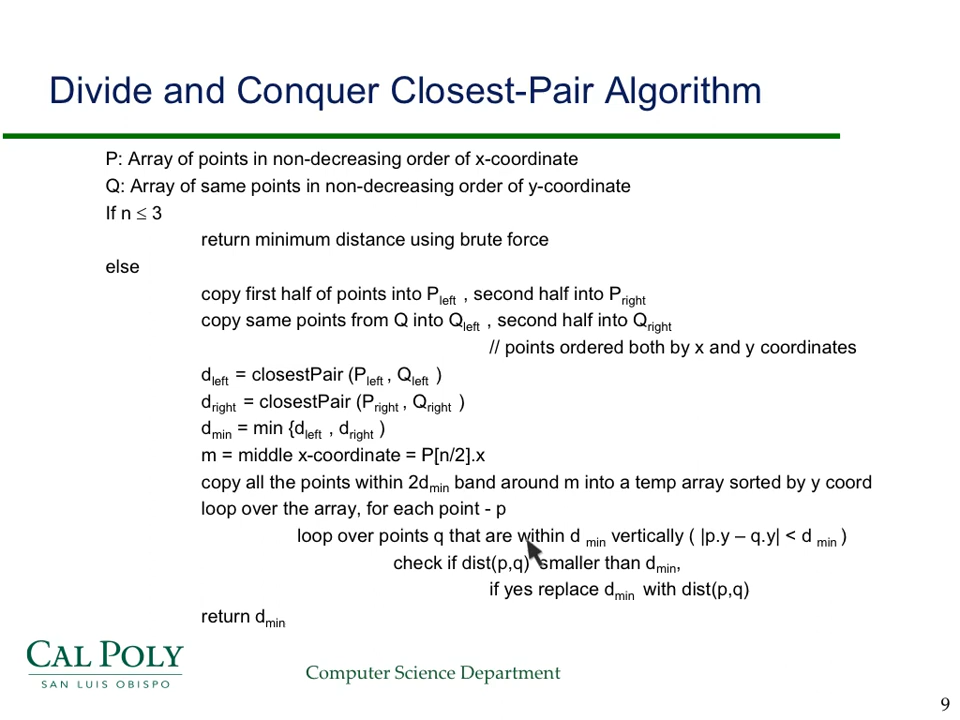 Divide and Conquer Closest-Pair Algorithm
P: Array of points in non-decreasing order of x-coordinate
Q: Array of same points in non-decreasing order of y-coordinate
If n ≤ 3
return minimum distance using brute force
else
copy first half of points into Pleft , second half into Pright
copy same points from Q into Qleft , second half into Qright
// points ordered both by x and y coordinates
dleft = closestPair (Pleft , Qleft )
dright = closestPair (Pright , Qright )
dmin = min {dleft , dright )
m = middle x-coordinate = P[n/2].x
copy all the points within 2dmin band around m into a temp array sorted by y coord
loop over the array, for each point - p
loop over points q that are within d min vertically ( |p.y – q.y| < d min )
check if dist(p,q) smaller than dmin,
if yes replace dmin with dist(p,q)
return dmin
CAL POLY
SAN LUIS OBISPO
Computer Science Department
9